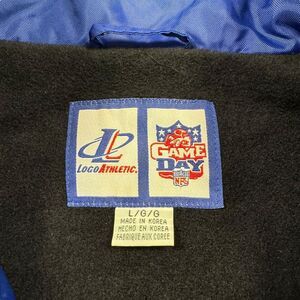 LOGO ATHLETIC.
GAME
DAY
NFL
L/G/G
MADE IN KOREA
HECHO EN KOREA
FABRIQUE AUX COREE